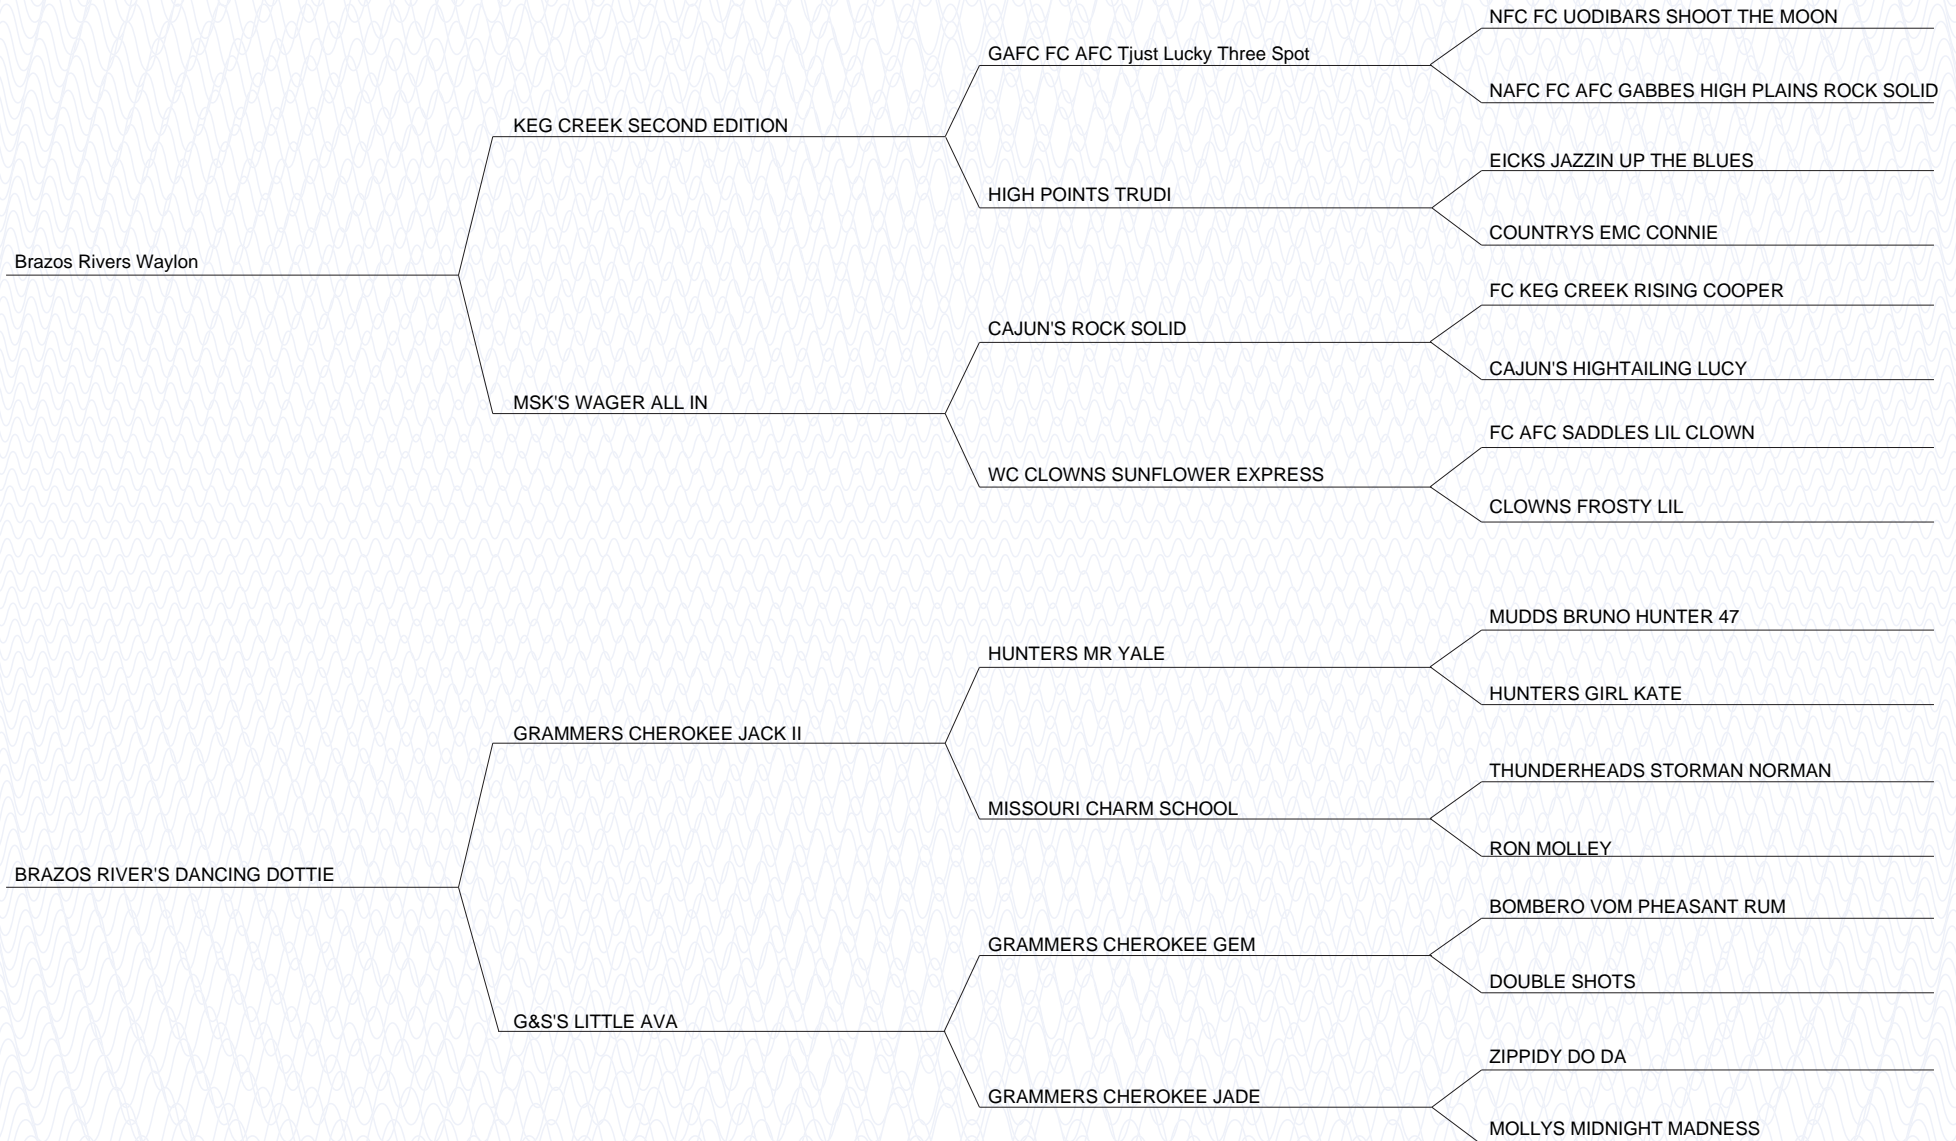 NFC FC UODIBARS SHOOT THE MOON
GAFC FC AFC Tjust Lucky Three Spot
NAFC FC AFC GABBES HIGH PLAINS ROCK SOLID
KEG CREEK SECOND EDITION
EICKS JAZZIN UP THE BLUES
HIGH POINTS TRUDI
COUNTRYS EMC CONNIE
Brazos Rivers Waylon
FC KEG CREEK RISING COOPER
CAJUN'S ROCK SOLID
CAJUN'S HIGHTAILING LUCY
MSK'S WAGER ALL IN
FC AFC SADDLES LIL CLOWN
WC CLOWNS SUNFLOWER EXPRESS
CLOWNS FROSTY LIL
MUDDS BRUNO HUNTER 47
HUNTERS MR YALE
HUNTERS GIRL KATE
GRAMMERS CHEROKEE JACK II
THUNDERHEADS STORMAN NORMAN
MISSOURI CHARM SCHOOL
RON MOLLEY
BRAZOS RIVER'S DANCING DOTTIE
BOMBERO VOM PHEASANT RUM
GRAMMERS CHEROKEE GEM
DOUBLE SHOTS
G&S'S LITTLE AVA
ZIPPIDY DO DA
GRAMMERS CHEROKEE JADE
MOLLYS MIDNIGHT MADNESS